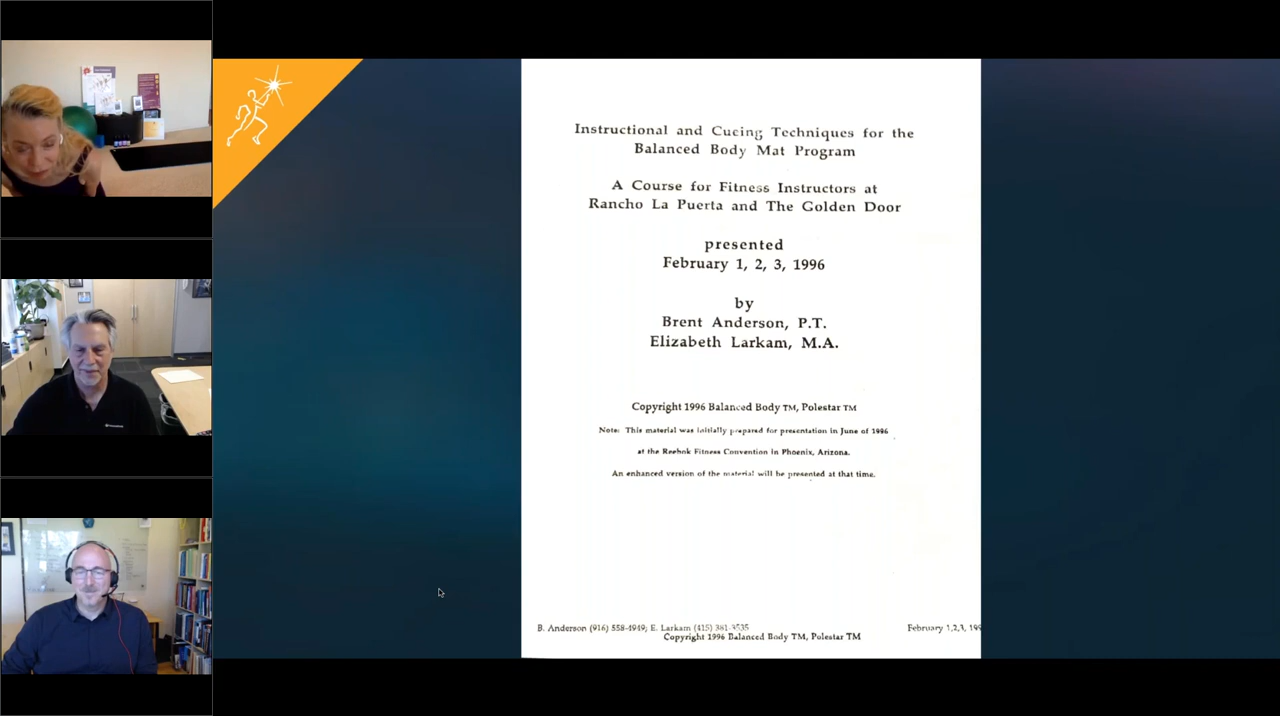 Instructional and Cueing Techniques for the
Balanced Body Mat Program
A Course for Fitness Instructors at
Rancho La Puerta and The Golden Door
presented
February 1, 2, 3, 1996
by
Brent Anderson, P.T.
Elizabeth Larkam, M.A.
Copyright 1996 Balanced Body TM, Polestar TM
Note: This material was initially prepared for presentation in June of 1996
at the Reebok Fitness Convention in Phoenix, Arizona.
An enhanced version of the material will be presented at that time.
B. Anderson (916) 558-4949; E. Larkam (415) 381-3535
February 1,2,3, 199
Copyright 1996 Balanced Body TM, Polestar TM